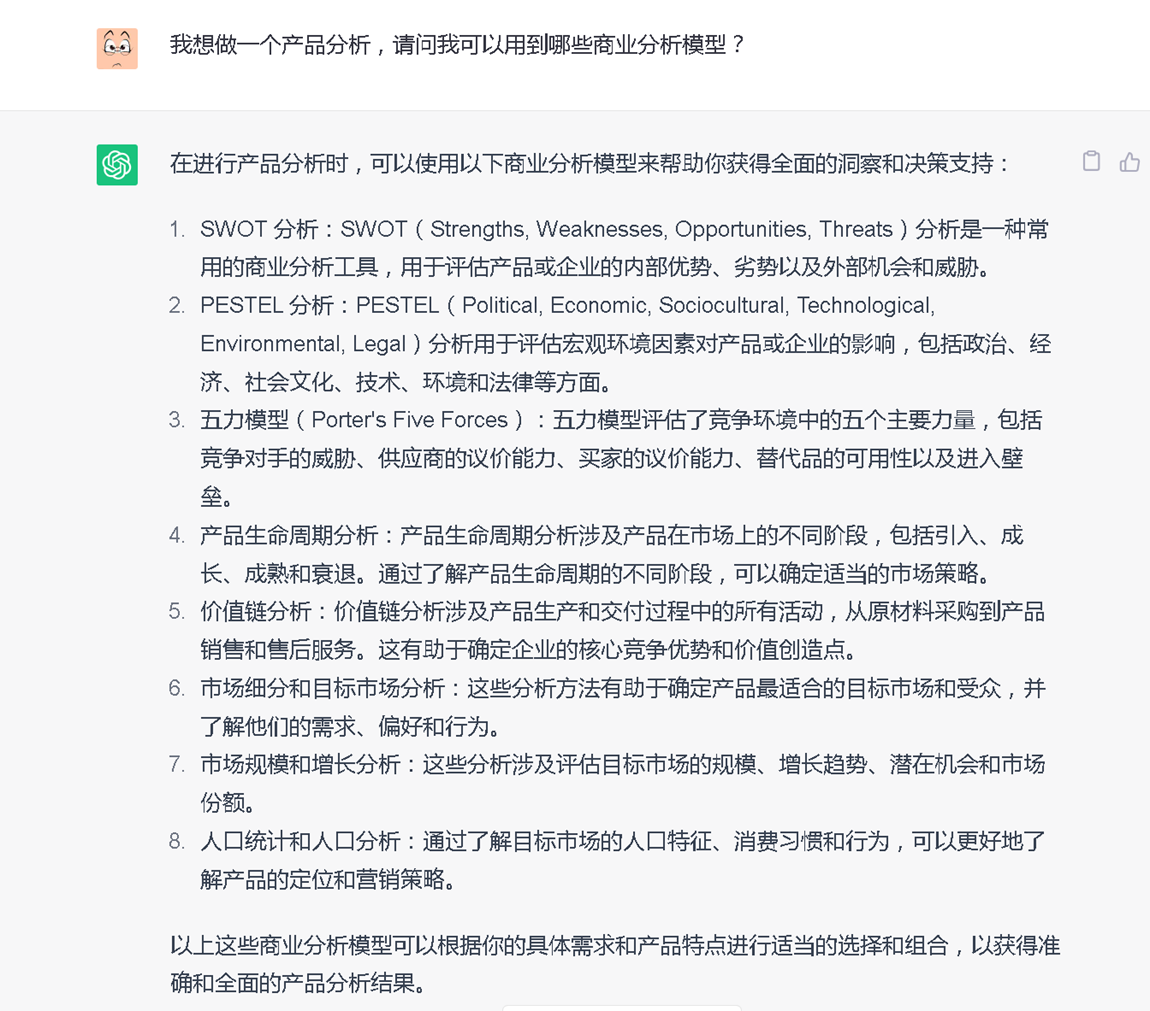 我想做一个产品分析，请问我可以用到哪些商业分析模型？
在进行产品分析时，可以使用以下商业分析模型来帮助你获得全面的洞察和决策支持：
1. SWOT 分析：SWOT（Strengths, Weaknesses, Opportunities, Threats）分析是一种常
用的商业分析工具，用于评估产品或企业的内部优势、劣势以及外部机会和威胁。
2. PESTEL 分析：PESTEL（Political, Economic, Sociocultural, Technological,
Environmental, Legal）分析用于评估宏观环境因素对产品或企业的影响，包括政治、经
济、社会文化、技术、环境和法律等方面。
3. 五力模型（Porter's Five Forces）：五力模型评估了竞争环境中的五个主要力量，包括
竞争对手的威胁、供应商的议价能力、买家的议价能力、替代品的可用性以及进入壁
垒。
4. 产品生命周期分析：产品生命周期分析涉及产品在市场上的不同阶段，包括引入、成
长、成熟和衰退。通过了解产品生命周期的不同阶段，可以确定适当的市场策略。
5. 价值链分析：价值链分析涉及产品生产和交付过程中的所有活动，从原材料采购到产品
销售和售后服务。这有助于确定企业的核心竞争优势和价值创造点。
6. 市场细分和目标市场分析：这些分析方法有助于确定产品最适合的目标市场和受众，并
了解他们的需求、偏好和行为。
7. 市场规模和增长分析：这些分析涉及评估目标市场的规模、增长趋势、潜在机会和市场
份额。
8. 人口统计和人口分析：通过了解目标市场的人口特征、消费习惯和行为，可以更好地了
解产品的定位和营销策略。
以上这些商业分析模型可以根据你的具体需求和产品特点进行适当的选择和组合，以获得准
确和全面的产品分析结果。